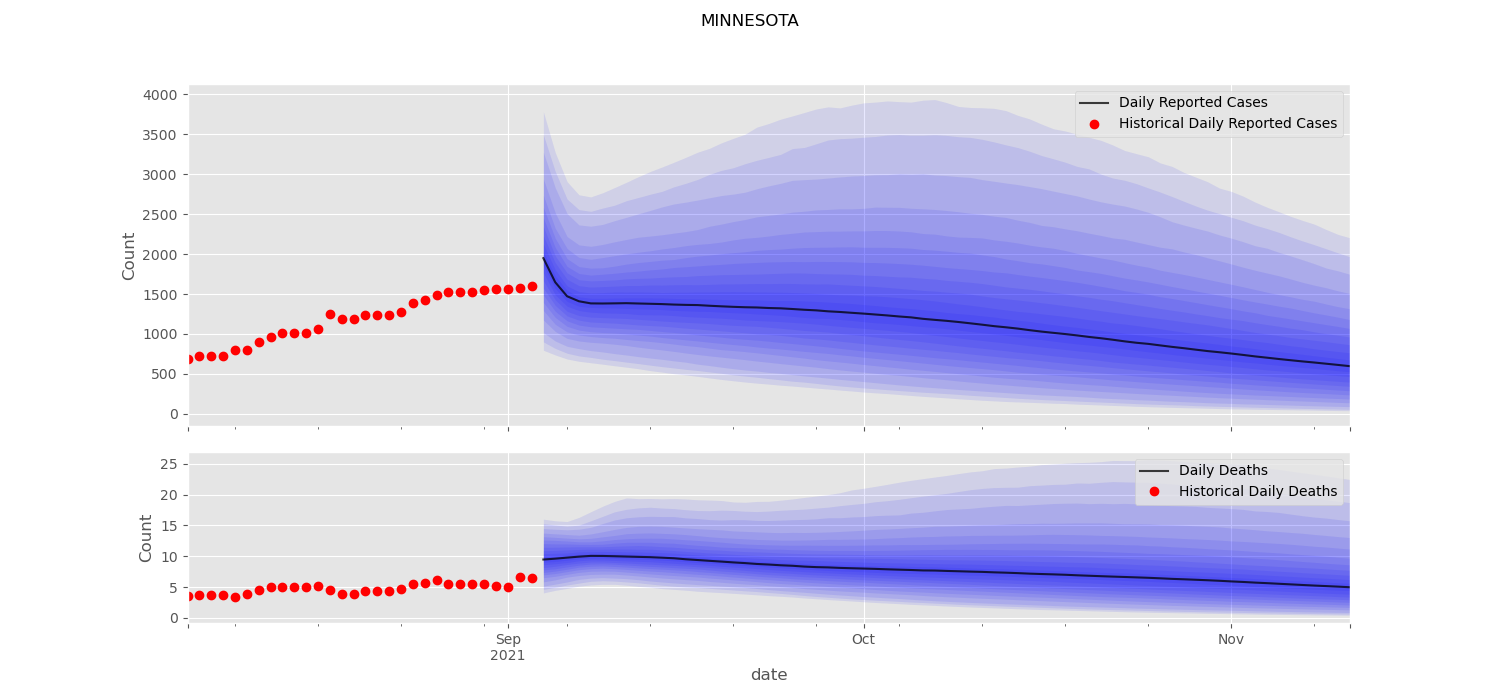 MINNESOTA
4000
3500
3000
2500
2000
1500
1000
500
0
Count
Daily Reported Cases
Historical Daily Reported Cases
25
20
15
10
5
0
Count
Daily Deaths
Historical Daily Deaths
Sep
2021
Oct
Nov
date